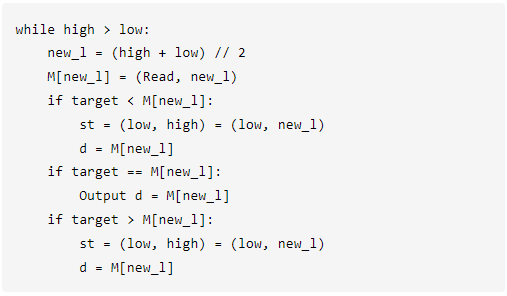 while high > low:
    new_l = (high + low) // 2
    M[new_l] = (Read, new_l)
    if target < M[new_l]:
        st = (low, high) = (low, new_l)
        d = M[new_l]
    if target == M[new_l]:
        Output d = M[new_l]
    if target > M[new_l]:
        st = (low, high) = (low, new_l)
        d = M[new_l]